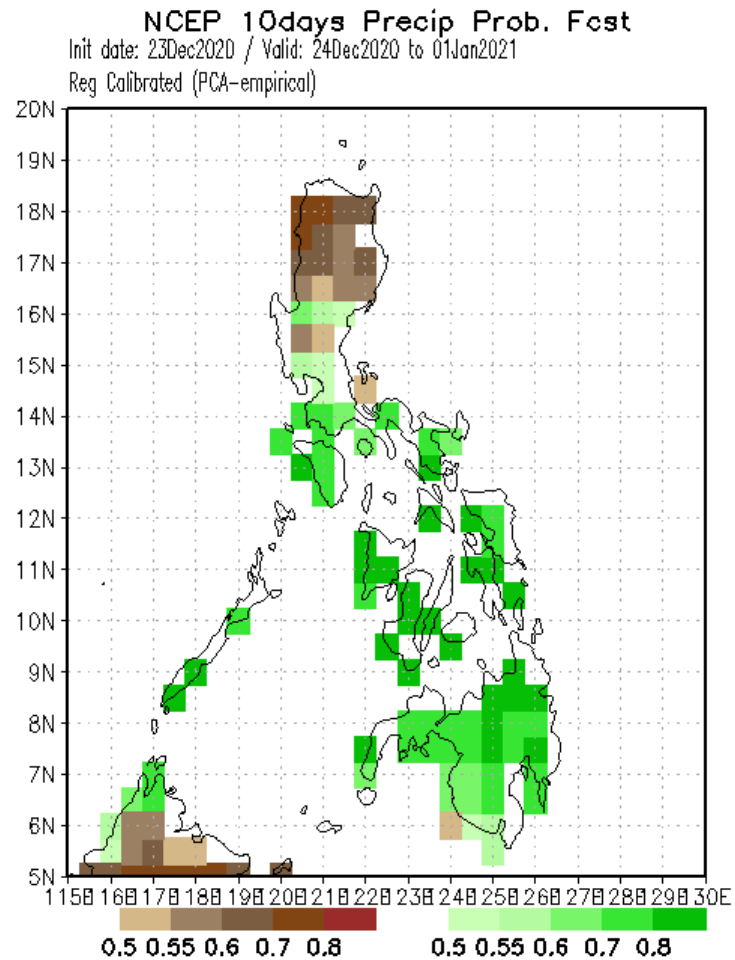 NCEP 10days Precip Prob. Fcst
Init date: 23Dec2020 / Valid: 24Dec2020 to 01Jan2021
Reg Calibrated (PCA-empirical)
20N
19N
18N
17N
16N
15N
14N
13N
12N
11N
10N
9N
8N
7N
6N
5N
115E 116E 117E 118E 119E 120E 121E 122E 123E 124E 125E 126E 127E 128E 129E 130E
0.5 0.55 0.6 0.7 0.8 0.5 0.55 0.6 0.7 0.8